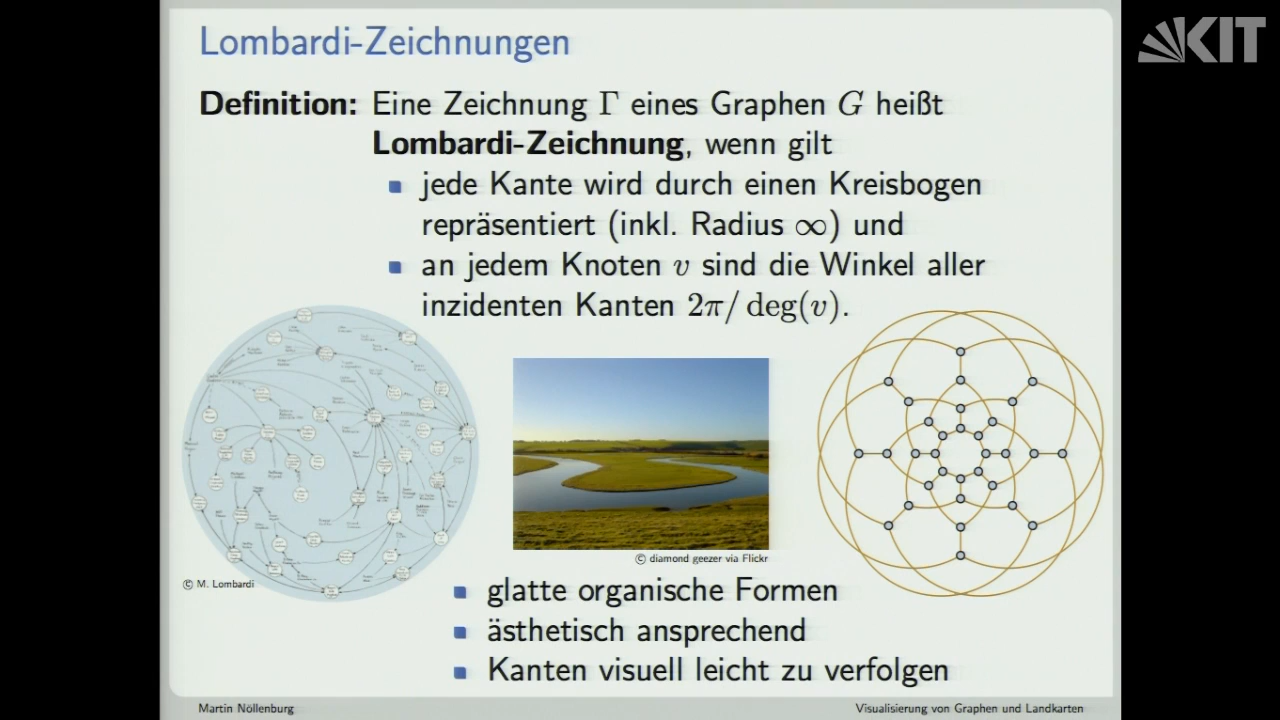 Lombardi-Zeichnungen
KIT
Definition: Eine Zeichnung Γ eines Graphen G heißt
Lombardi-Zeichnung, wenn gilt
jede Kante wird durch einen Kreisbogen
repräsentiert (inkl. Radius ∞) und
an jedem Knoten v sind die Winkel aller
inzidenten Kanten 2π/ deg(v).
© diamond geezer via Flickr
© M. Lombardi
glatte organische Formen
ästhetisch ansprechend
Kanten visuell leicht zu verfolgen
Martin Nöllenburg
Visualisierung von Graphen und Landkarten